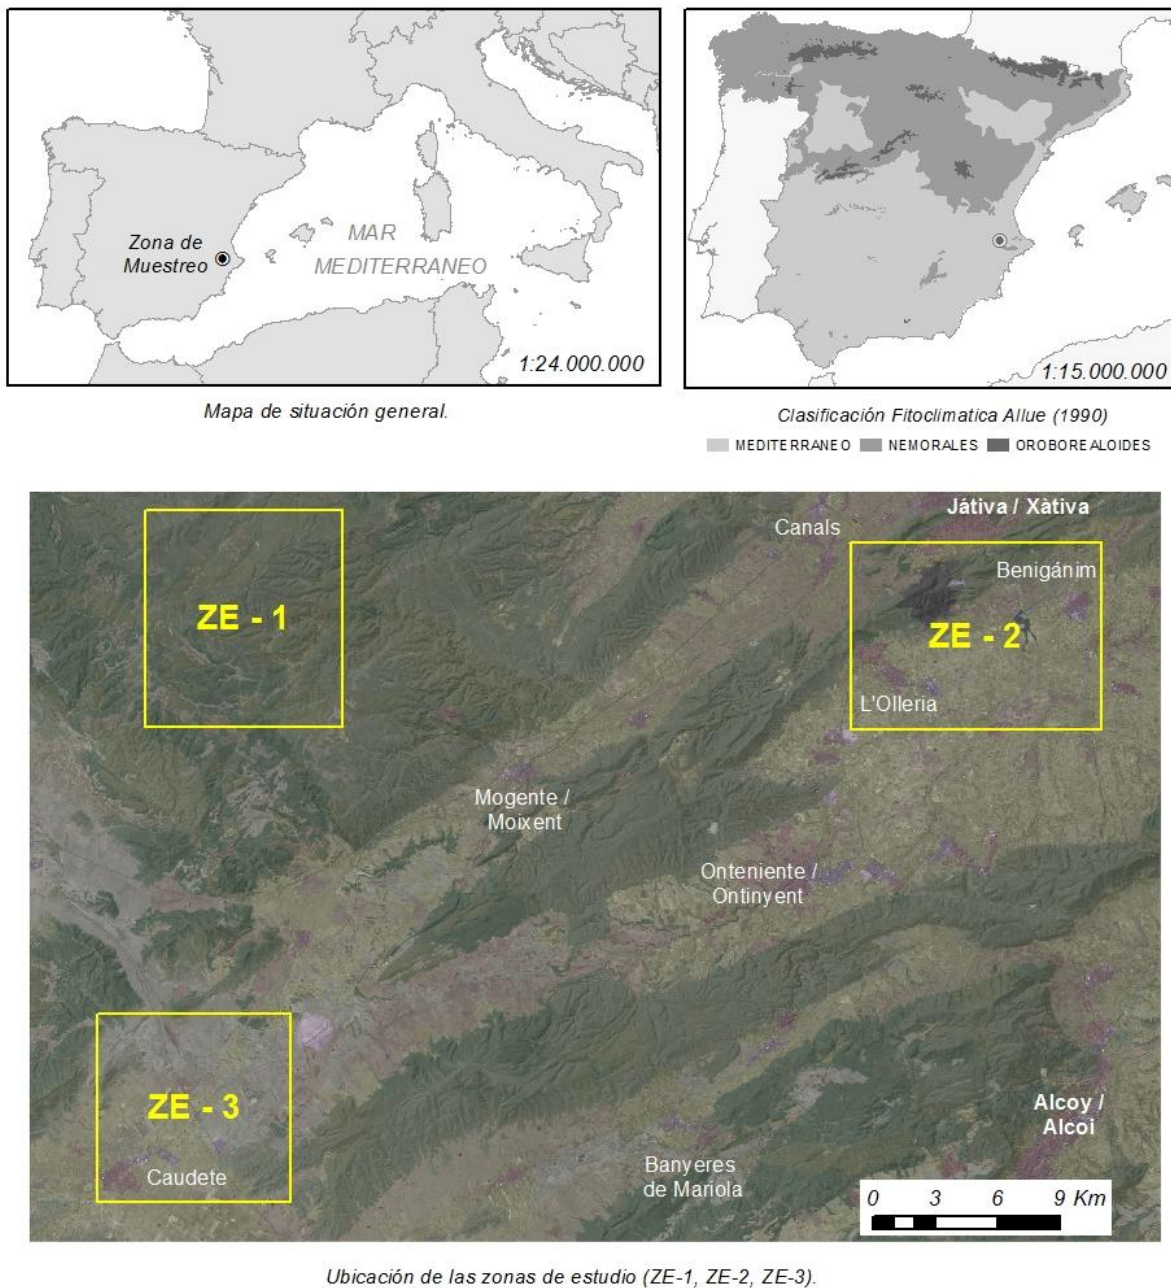 Zona de
Muestreo
MAR
MEDITERRANEO
1:24.000.000
Mapa de situación general.
1:15.000.000
Clasificación Fitoclimatica Allue (1990)
MEDITERRANEO NEMORALES OROBOREALOIDES
Játiva / Xàtiva
Canals
Benigánim
ZE - 1
ZE - 2
L'Olleria
Mogente /
Moixent
Onteniente /
Ontinyent
ZE - 3
Caudete
Alcoy /
Alcoi
Banyeres
de Mariola
0 3 6 9 Km
Ubicación de las zonas de estudio (ZE-1, ZE-2, ZE-3).